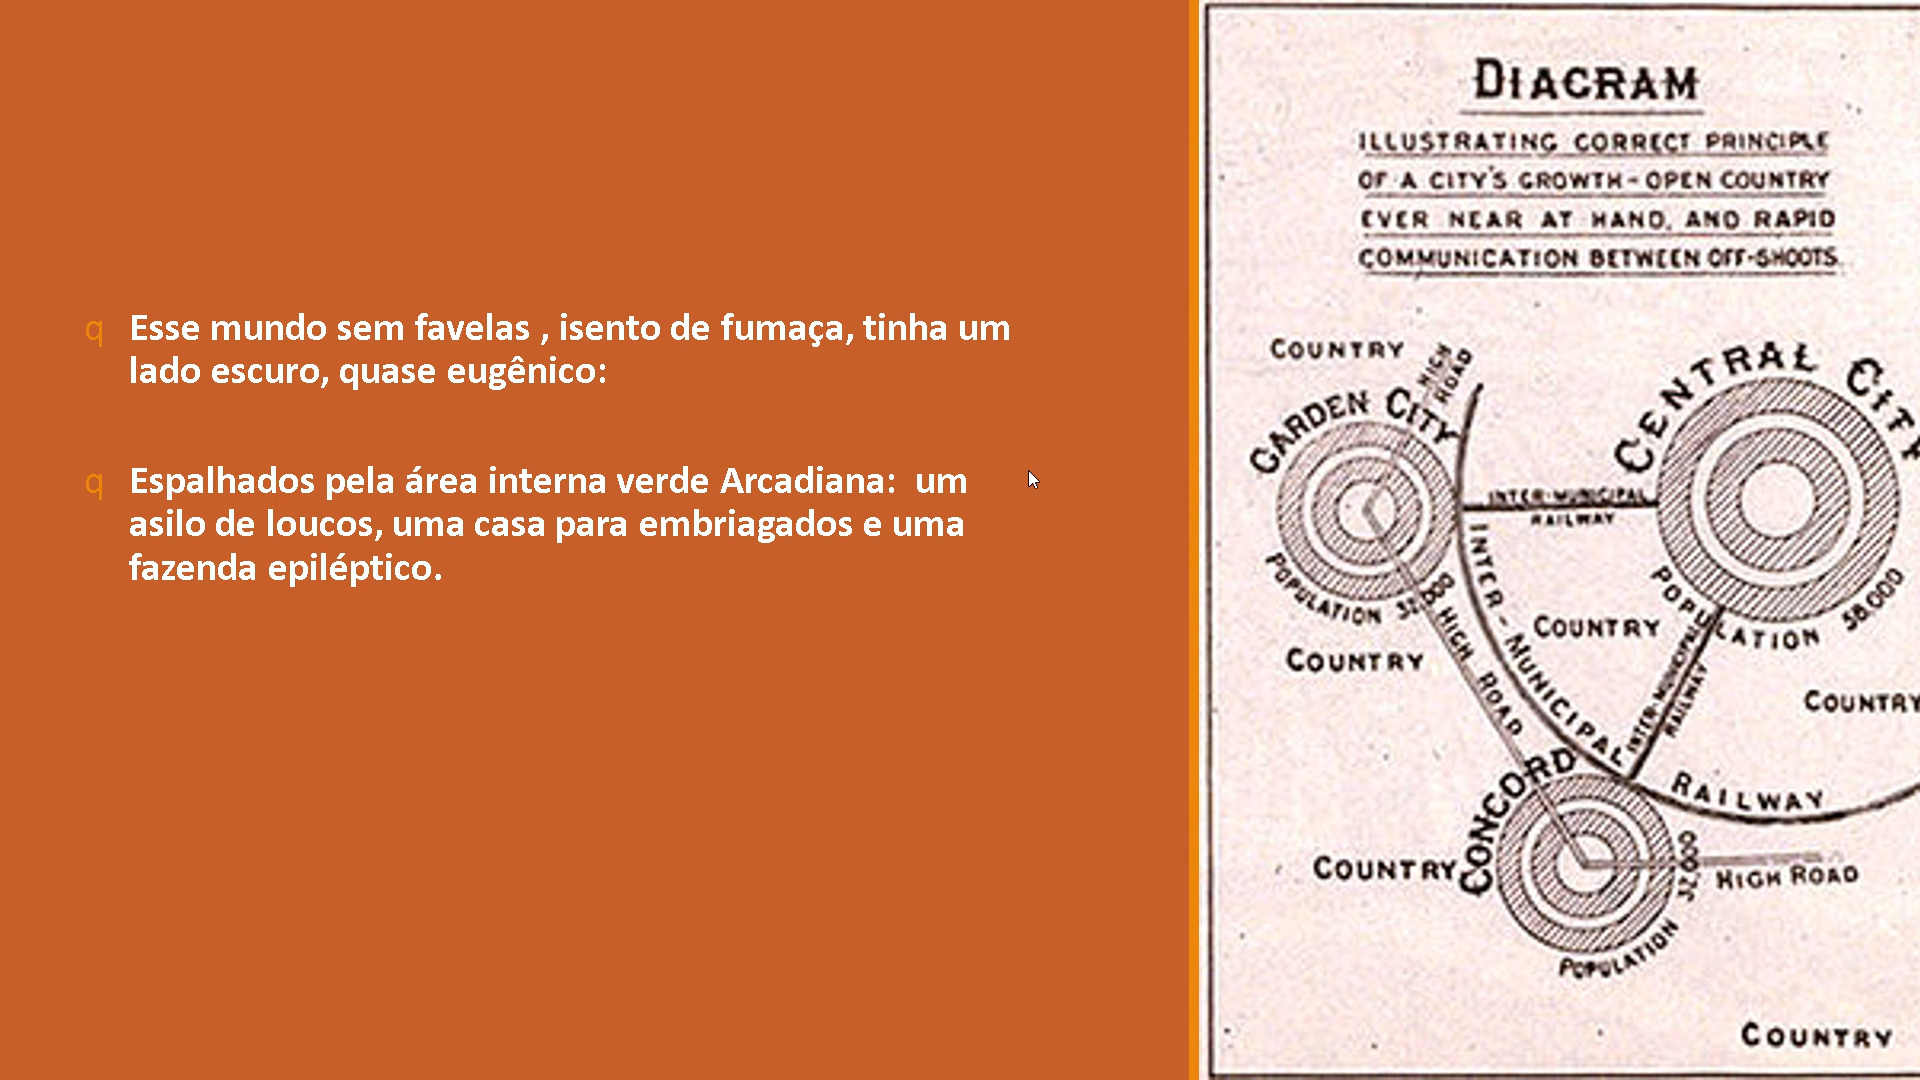 q Esse mundo sem favelas , isento de fumaça, tinha um
lado escuro, quase eugênico:
q Espalhados pela área interna verde Arcadiana: um
asilo de loucos, uma casa para embriagados e uma
fazenda epiléptico.
DIAGRAM
ILLUSTRATING CORRECT PRINCIPLE
OF A CITY'S GROWTH - OPEN COUNTRY
EVER NEAR AT HAND, AND RAPID
COMMUNICATION BETWEEN OFF-SHOOTS.
COUNTRY
HIGH
ROAD
GARDEN CITY
CENTRAL CITY
INTER-MUNICIPAL
RAILWAY
POPULATION 32,000
POPULATION 58,000
COUNTRY
COUNTRY
HIGH ROAD
INTER-MUNICIPAL RAILWAY
INTER-MUNICIPAL
RAILWAY
COUNTRY
CONCORD
COUNTRY
POPULATION 32,000
HIGH ROAD
COUNTRY